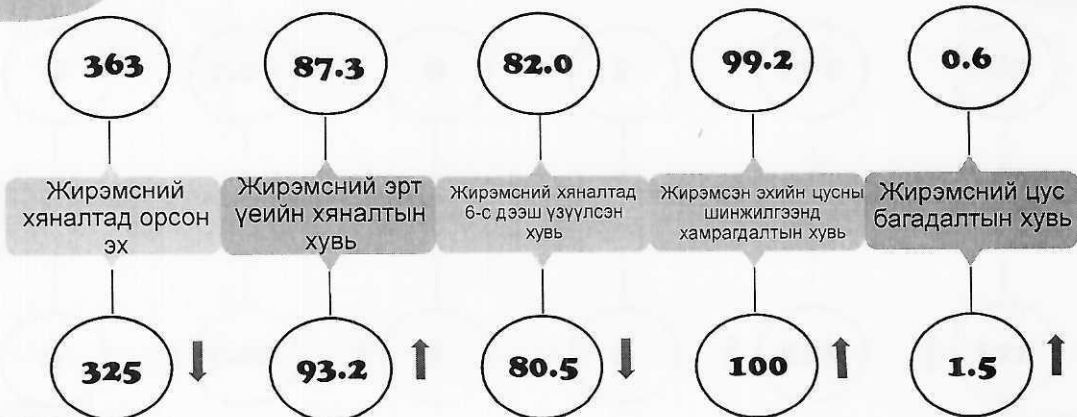 363
87.3
82.0
99.2
0.6
Жирэмсний
хяналтад орсон
эх
Жирэмсний эрт
үеийн хяналтын
хувь
Жирэмсний хяналтад
6-с дээш үзүүлсэн
хувь
Жирэмсэн эхийн цусны
шинжилгээнд
хамрагдалтын хувь
Жирэмсний цус
багадалтын хувь
325
93.2
80.5
100
1.5